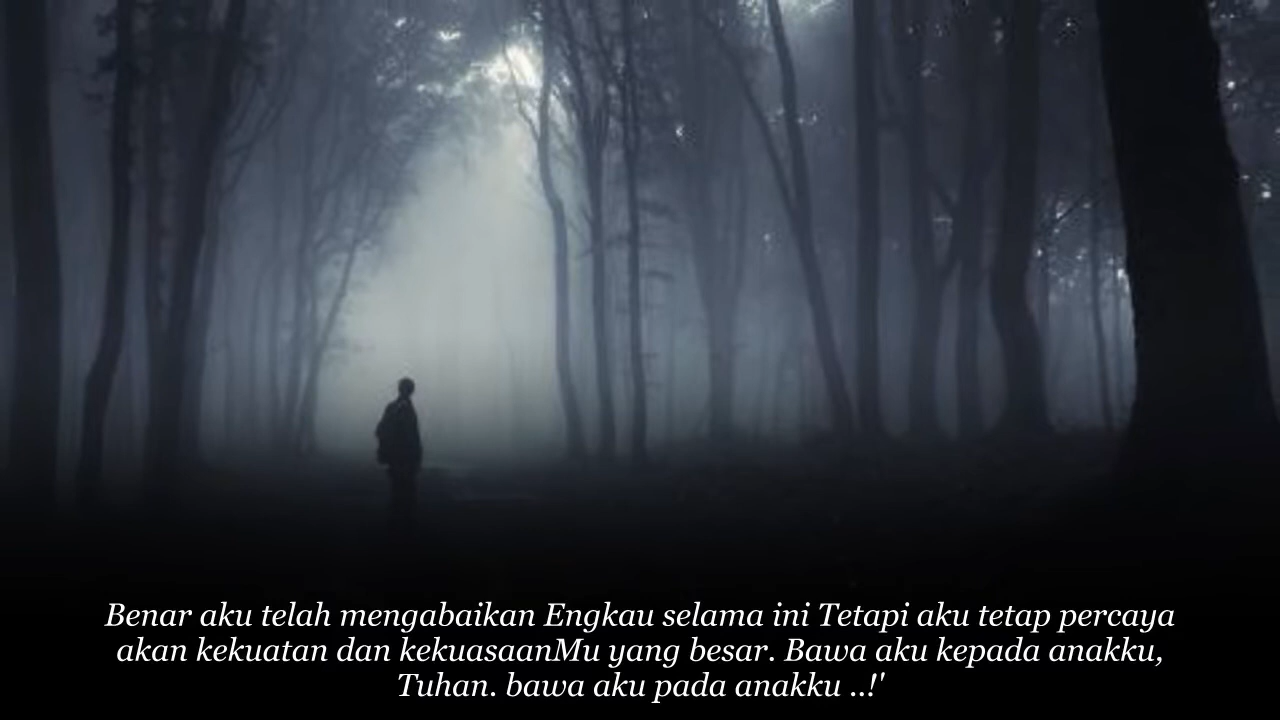 Benar aku telah mengabaikan Engkau selama ini Tetapi aku tetap percaya
akan kekuatan dan kekuasaanMu yang besar. Bawa aku kepada anakku,
Tuhan. bawa aku pada anakku ..!'